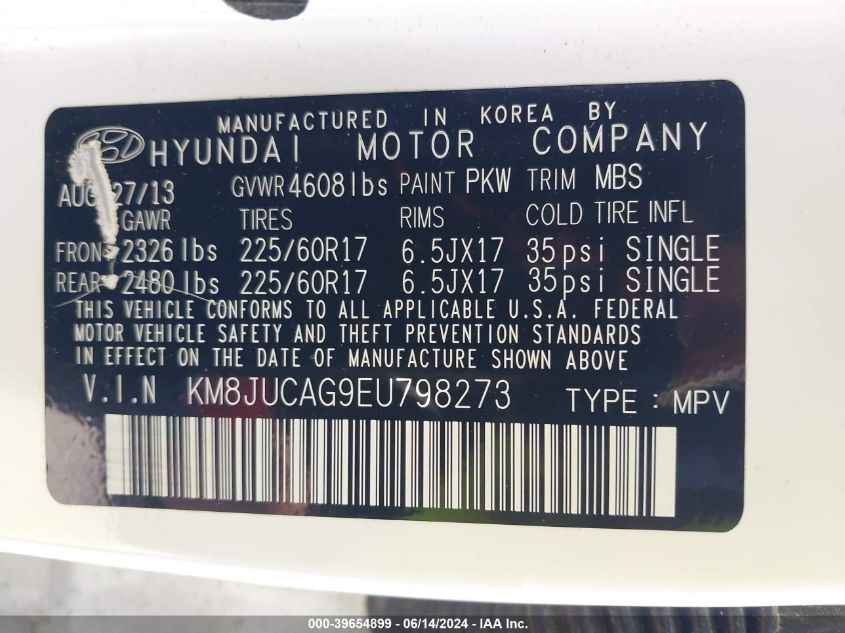 MANUFACTURED IN KOREA BY
HYUNDAI MOTOR COMPANY
AUG 27/13 GVWR 4608lbs PAINT PKW TRIM MBS
GAWR TIRES RIMS COLD TIRE INFL
FRONT 2326 lbs 225/60R17 6.5JX17 35psi SINGLE
REAR 2480 lbs 225/60R17 6.5JX17 35psi SINGLE
THIS VEHICLE CONFORMS TO ALL APPLICABLE U.S.A. FEDERAL
MOTOR VEHICLE SAFETY AND THEFT PREVENTION STANDARDS
IN EFFECT ON THE DATE OF MANUFACTURE SHOWN ABOVE
V.I.N KM8JUCAG9EU798273 TYPE : MPV
000-39654899 - 06/14/2024 - IAA Inc.